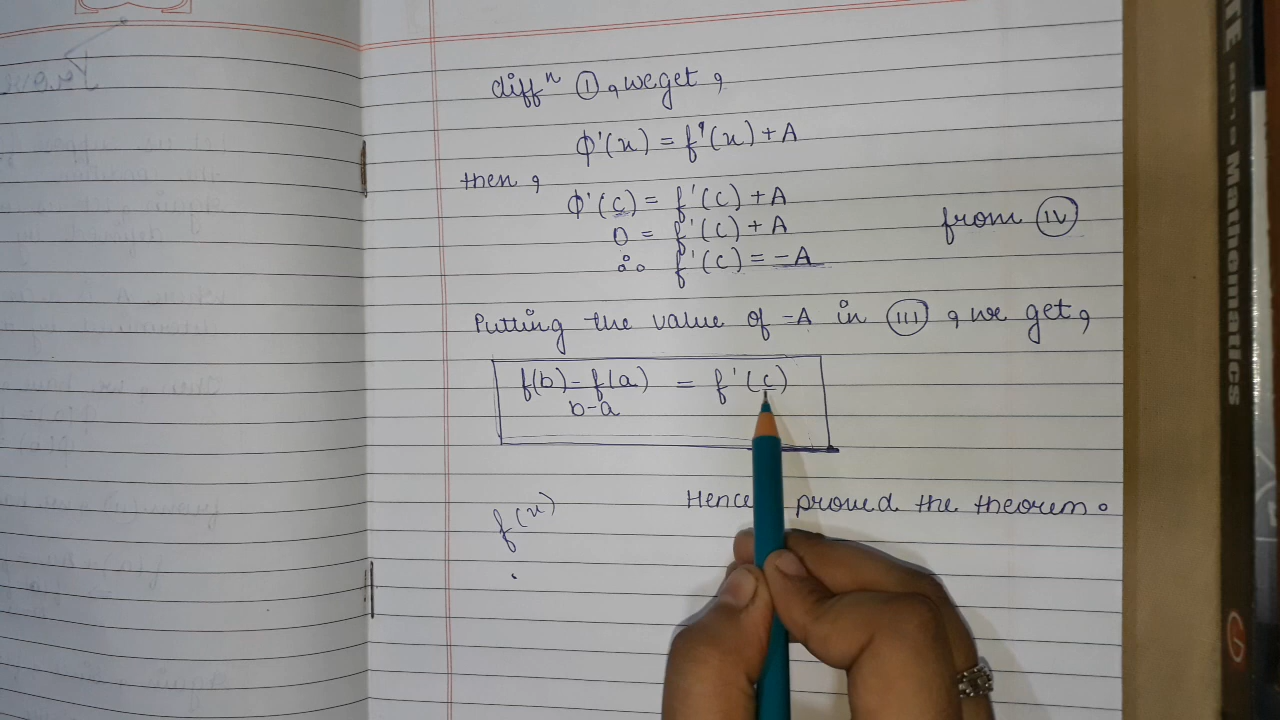 diffⁿ ①, we get,
ϕ'(x) = f'(x) + A
then,
ϕ'(c) = f'(c) + A
0 = f'(c) + A from ⓘⓥ
∴ f'(c) = -A
Putting the value of -A in ⓘⓘⓘ, we get,
f(b) - f(a) = f'(c)
b-a
Hence proved the theorem.
f(x)
Mathematics